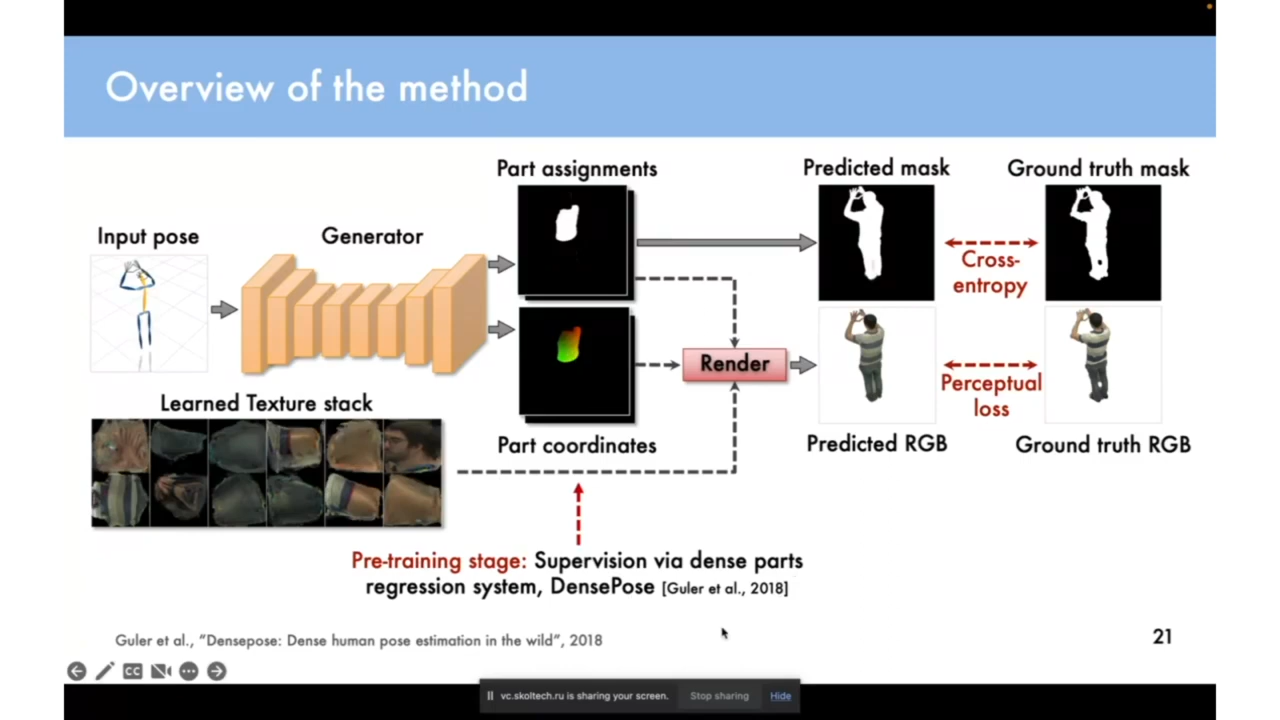 Overview of the method
Part assignments
Predicted mask
Ground truth mask
Input pose
Generator
Cross-
entropy
Render
Perceptual
loss
Learned Texture stack
Part coordinates
Predicted RGB
Ground truth RGB
Pre-training stage: Supervision via dense parts
regression system, DensePose [Guler et al., 2018]
Guler et al., “Densepose: Dense human pose estimation in the wild”, 2018
21
CC
vc.skoltech.ru is sharing your screen.
Stop sharing
Hide